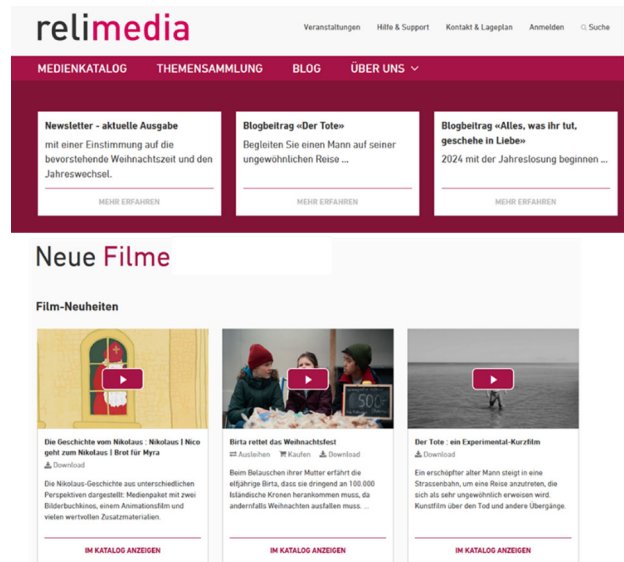 relimedia
Veranstaltungen Hilfe & Support Kontakt & Lageplan Anmelden Suche
MEDIENKATALOG THEMENSAMMLUNG BLOG ÜBER UNS
Newsletter - aktuelle Ausgabe
mit einer Einstimmung auf die
bevorstehende Weihnachtszeit und den
Jahreswechsel.
MEHR ERFAHREN
Blogbeitrag «Der Tote»
Begleiten Sie einen Mann auf seiner
ungewöhnlichen Reise ...
MEHR ERFAHREN
Blogbeitrag «Alles, was ihr tut,
geschehe in Liebe»
2024 mit der Jahreslosung beginnen ...
MEHR ERFAHREN
Neue Filme
Film-Neuheiten
Die Geschichte vom Nikolaus : Nikolaus | Nico
geht zum Nikolaus | Brot für
Myra
Download
Die Nikolaus-Geschichte aus unterschiedlichen
Perspektiven dargestellt: Medienpaket mit zwei
Bilderbuchkinos, einem Animationsfilm und
vielen wertvollen Zusatzmaterialien.
IM KATALOG ANZEIGEN
500.-
Birta rettet das Weihnachtsfest
Ausleihen Kaufen Download
Beim Belauschen ihrer Mutter erfährt die
elfjährige Birta, dass sie dringend an 100.000
Isländische Kronen herankommen muss, da
andernfalls Weihnachten ausfallen muss. ...
IM KATALOG ANZEIGEN
Der Tote : ein Experimental-Kurzfilm
Download
Ein erschöpfter alter Mann steigt in eine
Strassenbahn, um eine Reise anzutreten, die
sich als sehr ungewöhnlich erweisen wird.
Kunstfilm über den Tod und andere Übergänge.
IM KATALOG ANZEIGEN